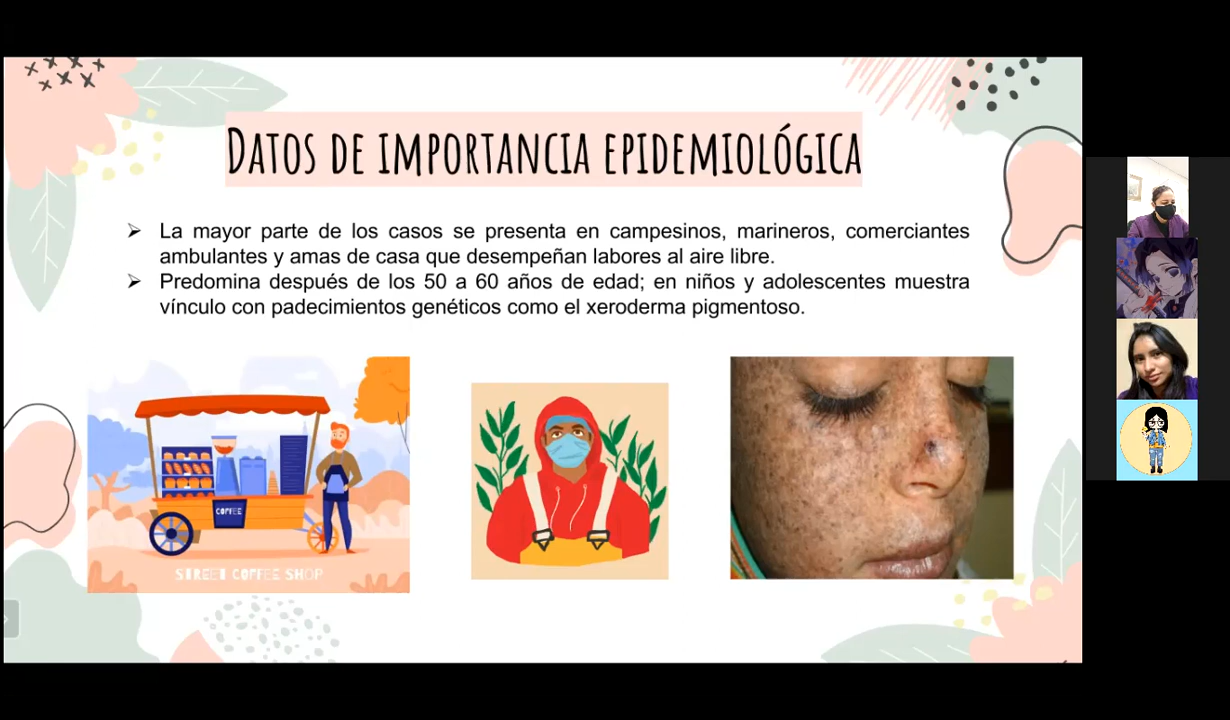 DATOS DE IMPORTANCIA EPIDEMIOLÓGICA
La mayor parte de los casos se presenta en campesinos, marineros, comerciantes
ambulantes y amas de casa que desempeñan labores al aire libre.
Predomina después de los 50 a 60 años de edad; en niños y adolescentes muestra
vínculo con padecimientos genéticos como el xeroderma pigmentoso.
COFFEE
STREET COFFEE SHOP